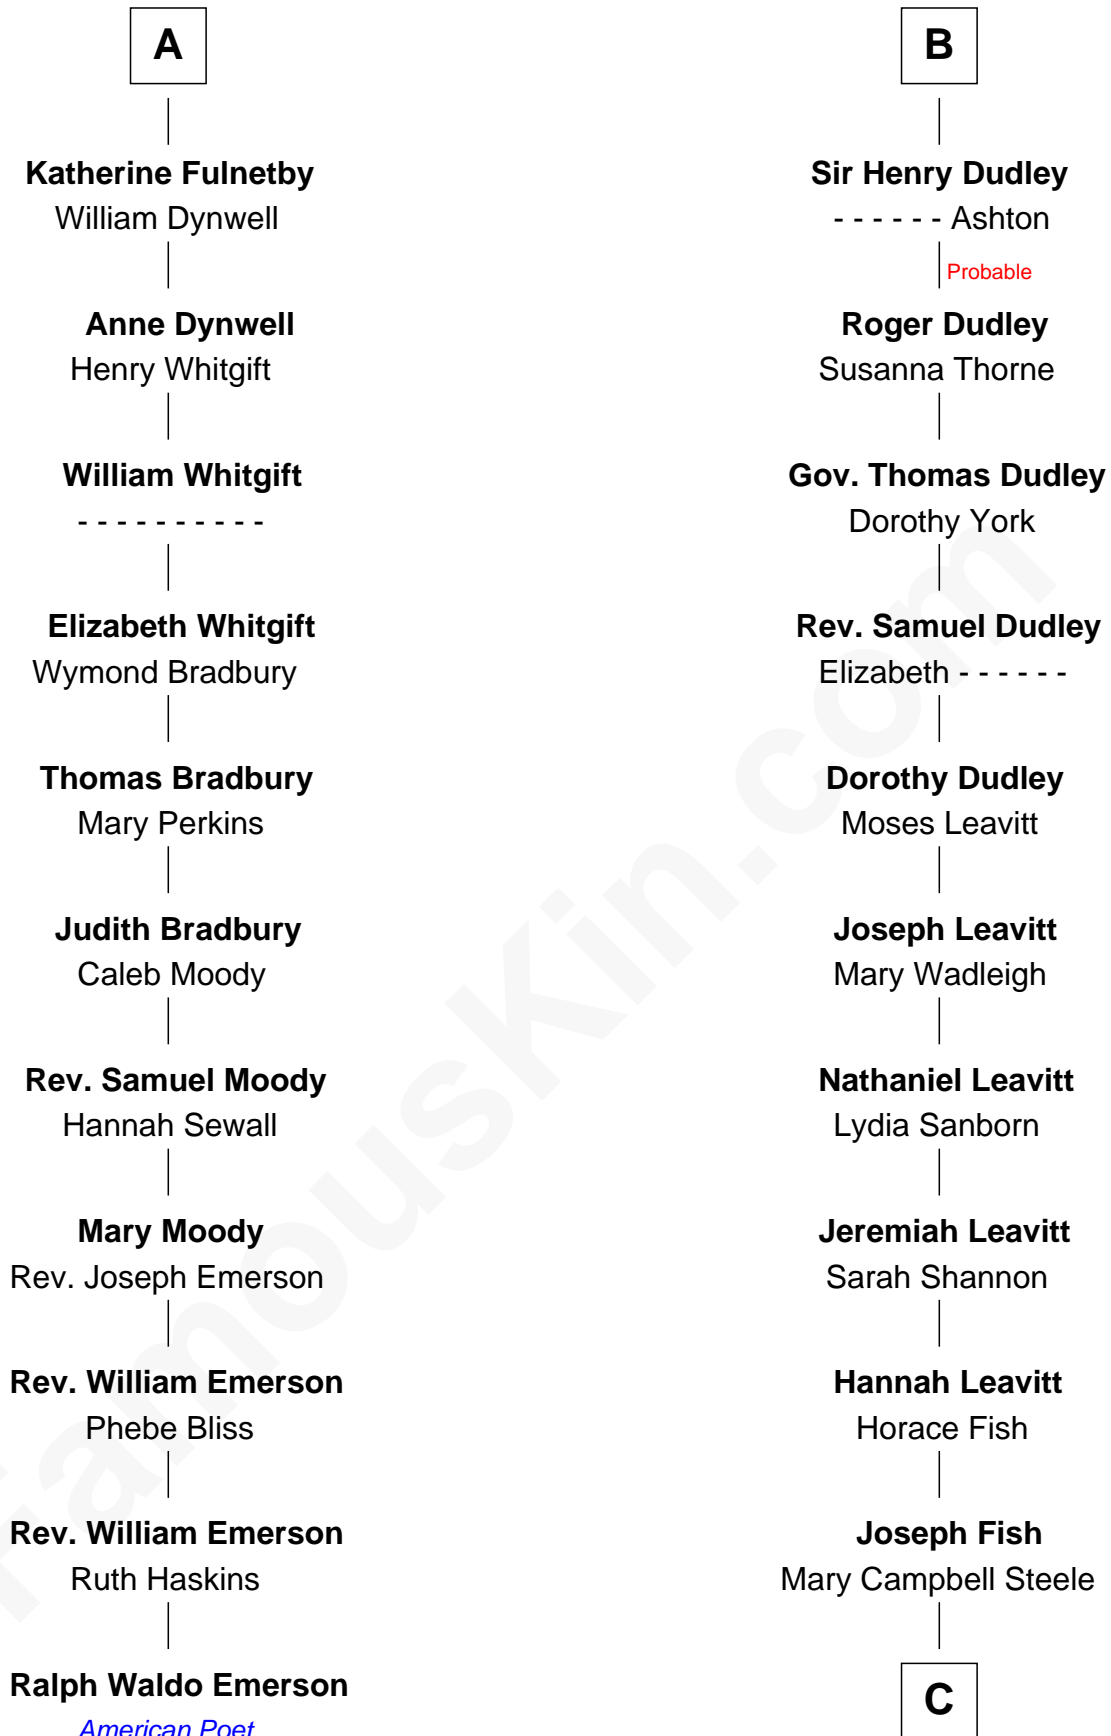 A
Katherine Fulnetby
William Dynwell
Anne Dynwell
Henry Whitgift
William Whitgift
- - - - - - - - - -
Elizabeth Whitgift
Wymond Bradbury
Thomas Bradbury
Mary Perkins
Judith Bradbury
Caleb Moody
Rev. Samuel Moody
Hannah Sewall
Mary Moody
Rev. Joseph Emerson
Rev. William Emerson
Phebe Bliss
Rev. William Emerson
Ruth Haskins
Ralph Waldo Emerson
American Poet
B
Sir Henry Dudley
- - - - - - Ashton
Probable
Roger Dudley
Susanna Thorne
Gov. Thomas Dudley
Dorothy York
Rev. Samuel Dudley
Elizabeth - - - - - -
Dorothy Dudley
Moses Leavitt
Joseph Leavitt
Mary Wadleigh
Nathaniel Leavitt
Lydia Sanborn
Jeremiah Leavitt
Sarah Shannon
Hannah Leavitt
Horace Fish
Joseph Fish
Mary Campbell Steele
C
FamousKin.com